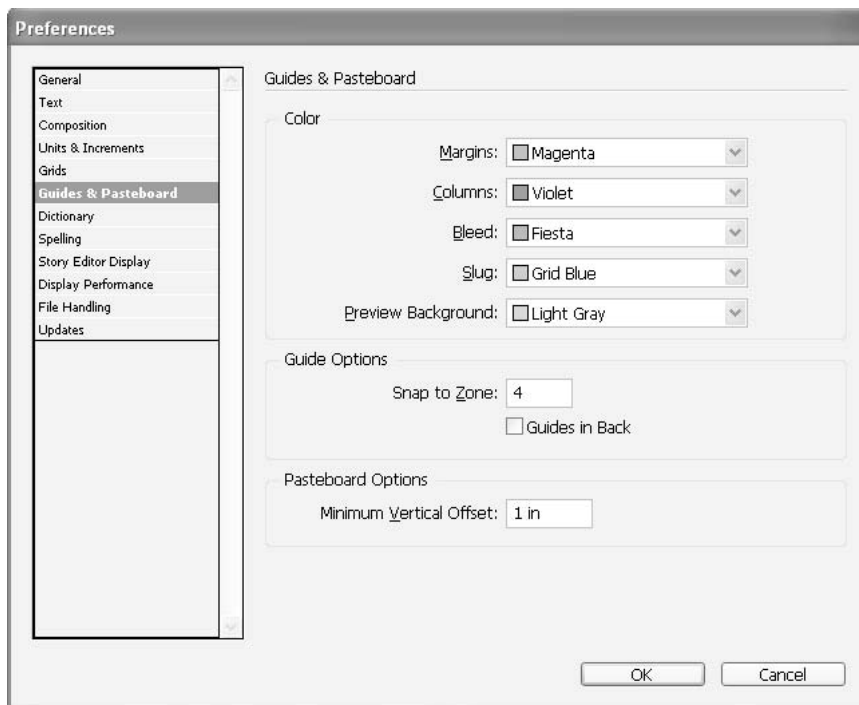 Preferences
General
Text
Composition
Units & Increments
Grids
Guides & Pasteboard
Dictionary
Spelling
Story Editor Display
Display Performance
File Handling
Updates
Guides & Pasteboard
Color
Margins: Magenta
Columns: Violet
Bleed: Fiesta
Slug: Grid Blue
Preview Background: Light Gray
Guide Options
Snap to Zone: 4
Guides in Back
Pasteboard Options
Minimum Vertical Offset: 1 in
OK Cancel